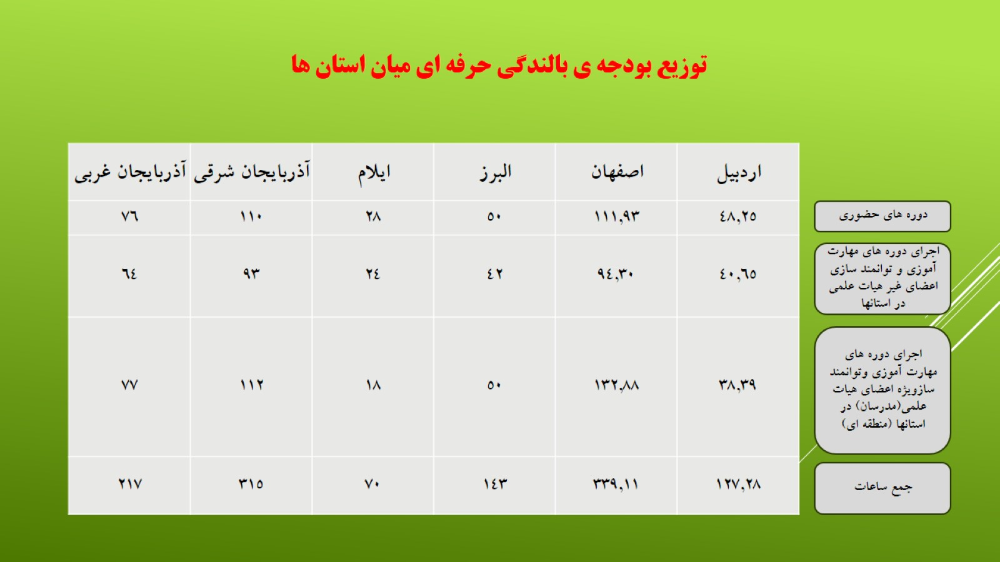 توزیع بودجه ی بالندگی حرفه ای میان استان ها
اردبیل اصفهان البرز ایلام آذربایجان شرقی آذربایجان غربی
دوره های حضوری ٤٨,٢٥ ١١١,٩٣ ٥٠ ٢٨ ١١٠ ٧٦
اجرای دوره های مهارت
آموزی و توانمند سازی
اعضای غیر هیات علمی
در استانها
٤٠,٦٥ ٩٤,٣٠ ٤٢ ٢٤ ٩٣ ٦٤
اجرای دوره های
مهارت آموزی وتوانمند
سازویژه اعضای هیات
علمی(مدرسان) در
استانها (منطقه ای)
٣٨,٣٩ ١٣٢,٨٨ ٥٠ ١٨ ١١٢ ٧٧
جمع ساعات ١٢٧,٢٨ ٣٣٩,١١ ١٤٣ ٧٠ ٣١٥ ٢١٧